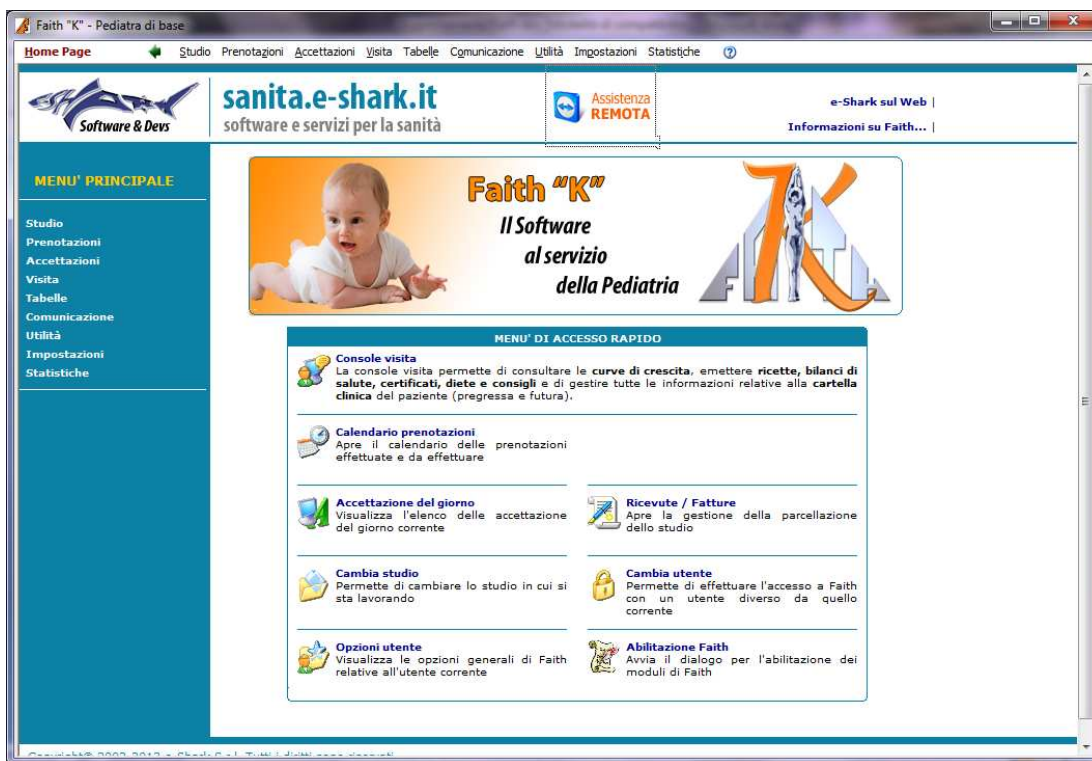 Faith "K" - Pediatra di base
Home Page Studio Prenotazioni Accettazioni Visita Tabelle Comunicazione Utilità Impostazioni Statistiche ?
e-SHARK
Software & Devs
sanita.e-shark.it
software e servizi per la sanità
Assistenza
REMOTA
e-Shark sul Web |
Informazioni su Faith... |
MENU' PRINCIPALE
Studio
Prenotazioni
Accettazioni
Visita
Tabelle
Comunicazione
Utilità
Impostazioni
Statistiche
Faith "K"
Il Software
al servizio
della Pediatria
K
FAITH
MENU' DI ACCESSO RAPIDO
Console visita
La console visita permette di consultare le curve di crescita, emettere ricette, bilanci di
salute, certificati, diete e consigli e di gestire tutte le informazioni relative alla cartella
clinica del paziente (pregressa e futura).
Calendario prenotazioni
Apre il calendario delle prenotazioni
effettuate e da effettuare
Accettazione del giorno
Visualizza l'elenco delle accettazione
del giorno corrente
Ricevute / Fatture
Apre la gestione della parcellazione
dello studio
Cambia studio
Permette di cambiare lo studio in cui si
sta lavorando
Cambia utente
Permette di effettuare l'accesso a Faith
con un utente diverso da quello
corrente
Opzioni utente
Visualizza le opzioni generali di Faith
relative all'utente corrente
Abilitazione Faith
Avvia il dialogo per l'abilitazione dei
moduli di Faith